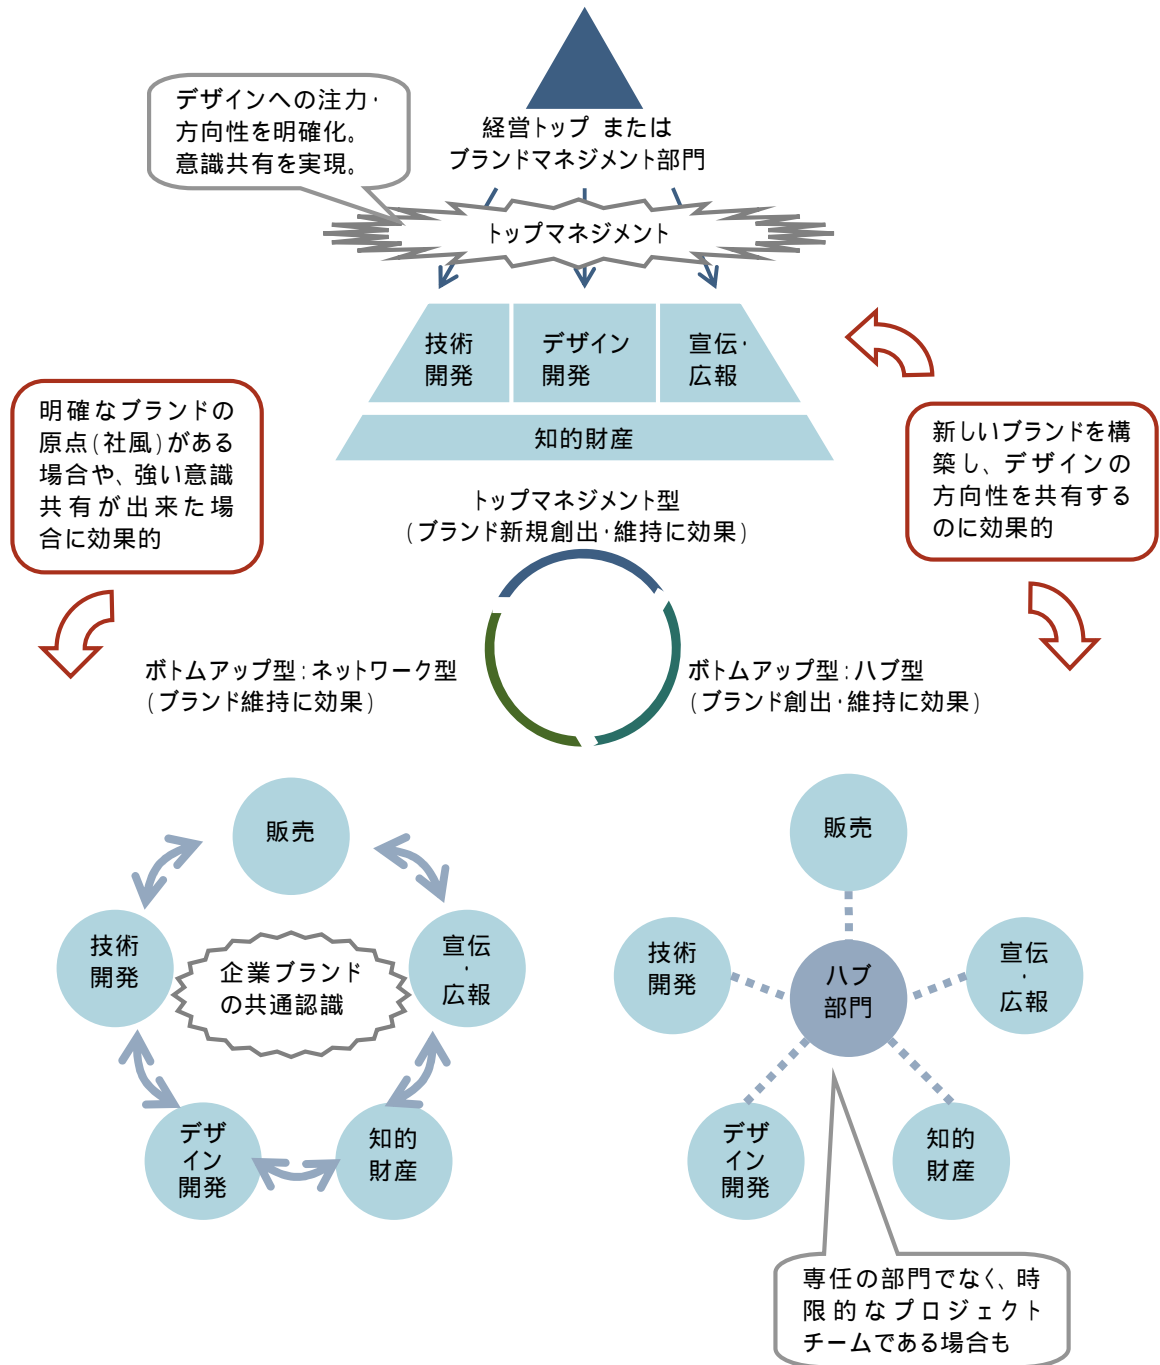 デザインへの注力・
方向性を明確化。
意識共有を実現。
経営トップ または
ブランドマネジメント部門
トップマネジメント
技術
開発
デザイン
開発
宣伝・
広報
知的財産
明確なブランドの
原点(社風)がある
場合や、強い意識
共有が出来た場
合に効果的
新しいブランドを構
築し、デザインの
方向性を共有する
のに効果的
トップマネジメント型
(ブランド新規創出・維持に効果)
ボトムアップ型:ネットワーク型
(ブランド維持に効果)
ボトムアップ型:ハブ型
(ブランド創出・維持に効果)
販売
技術
開発
宣伝
・
広報
企業ブランド
の共通認識
デザ
イン
開発
知的
財産
販売
技術
開発
宣伝
・
広報
ハブ
部門
デザ
イン
開発
知的
財産
専任の部門でなく、時
限的なプロジェクト
チームである場合も